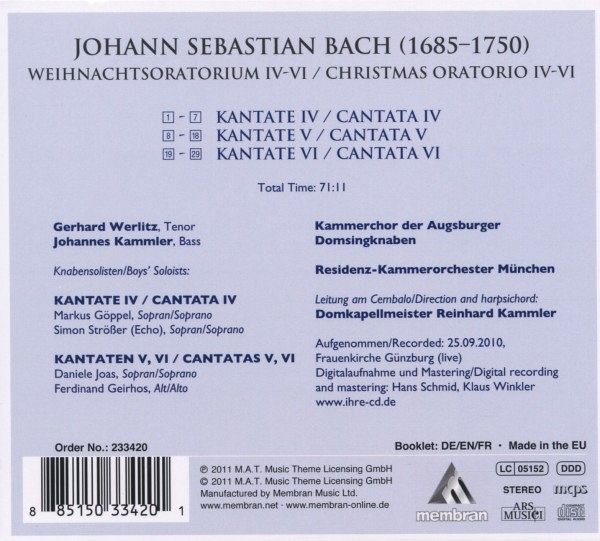 JOHANN SEBASTIAN BACH (1685–1750)
WEIHNACHTSORATORIUM IV-VI / CHRISTMAS ORATORIO IV-VI
1 – 7 KANTATE IV / CANTATA IV
8 – 18 KANTATE V / CANTATA V
19 – 29 KANTATE VI / CANTATA VI
Total Time: 71:11
Gerhard Werlitz, Tenor
Johannes Kammler, Bass
Knabensolisten/Boys' Soloists:
KANTATE IV / CANTATA IV
Markus Göppel, Sopran/Soprano
Simon Strößer (Echo), Sopran/Soprano
KANTATEN V, VI / CANTATAS V, VI
Daniele Joas, Sopran/Soprano
Ferdinand Geirhos, Alt/Alto
Kammerchor der Augsburger
Domsingknaben
Residenz-Kammerorchester München
Leitung am Cembalo/Direction and harpsichord:
Domkapellmeister Reinhard Kammler
Aufgenommen/Recorded: 25.09.2010,
Frauenkirche Günzburg (live)
Digitalaufnahme und Mastering/Digital recording
and mastering: Hans Schmid, Klaus Winkler
www.ihre-cd.de
Order No.: 233420
Booklet: DE/EN/FR • Made in the EU
8 85150 33420 1
℗ 2011 M.A.T. Music Theme Licensing GmbH
© 2011 M.A.T. Music Theme Licensing GmbH
Manufactured by Membran Music Ltd.
www.membran.net · www.membran-online.de
membran
LC 05152 DDD
STEREO mcps
ARS MUSICI
COMPACT disc DIGITAL AUDIO